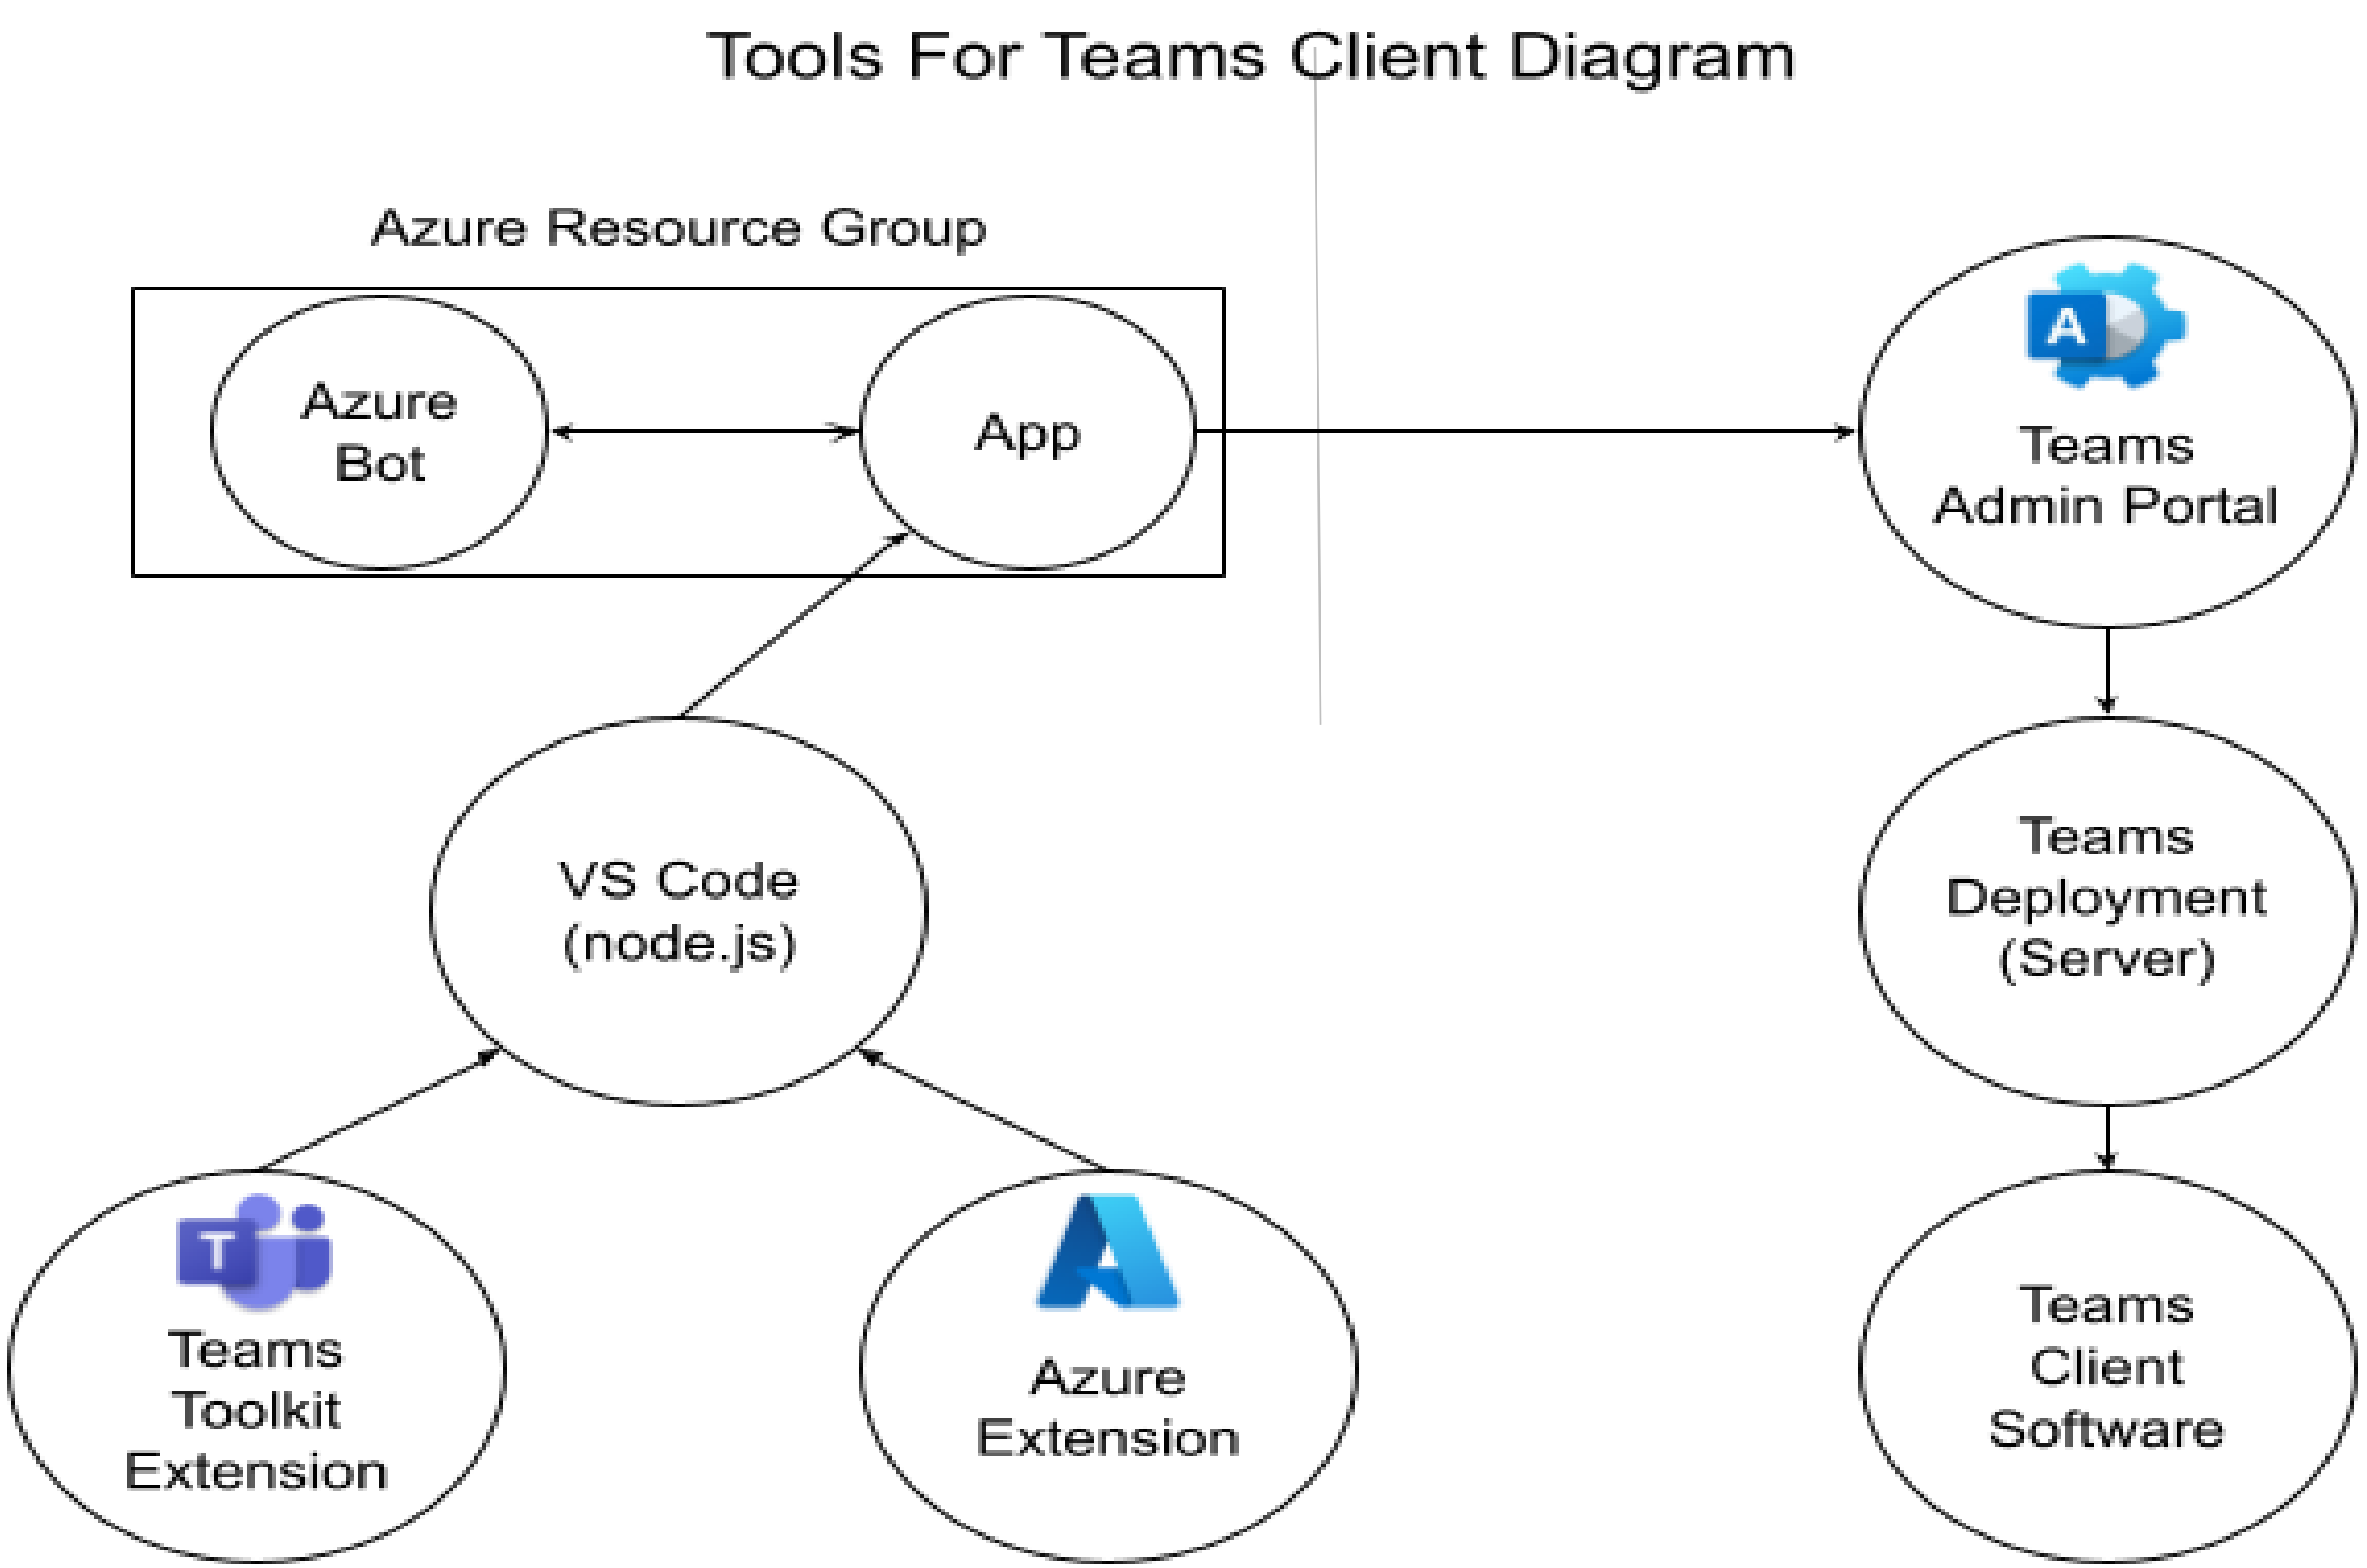 Tools For Teams Client Diagram
Azure Resource Group
Azure
Bot
App
A
Teams
Admin Portal
VS Code
(node.js)
Teams
Deployment
(Server)
T
Teams
Toolkit
Extension
Azure
Extension
Teams
Client
Software